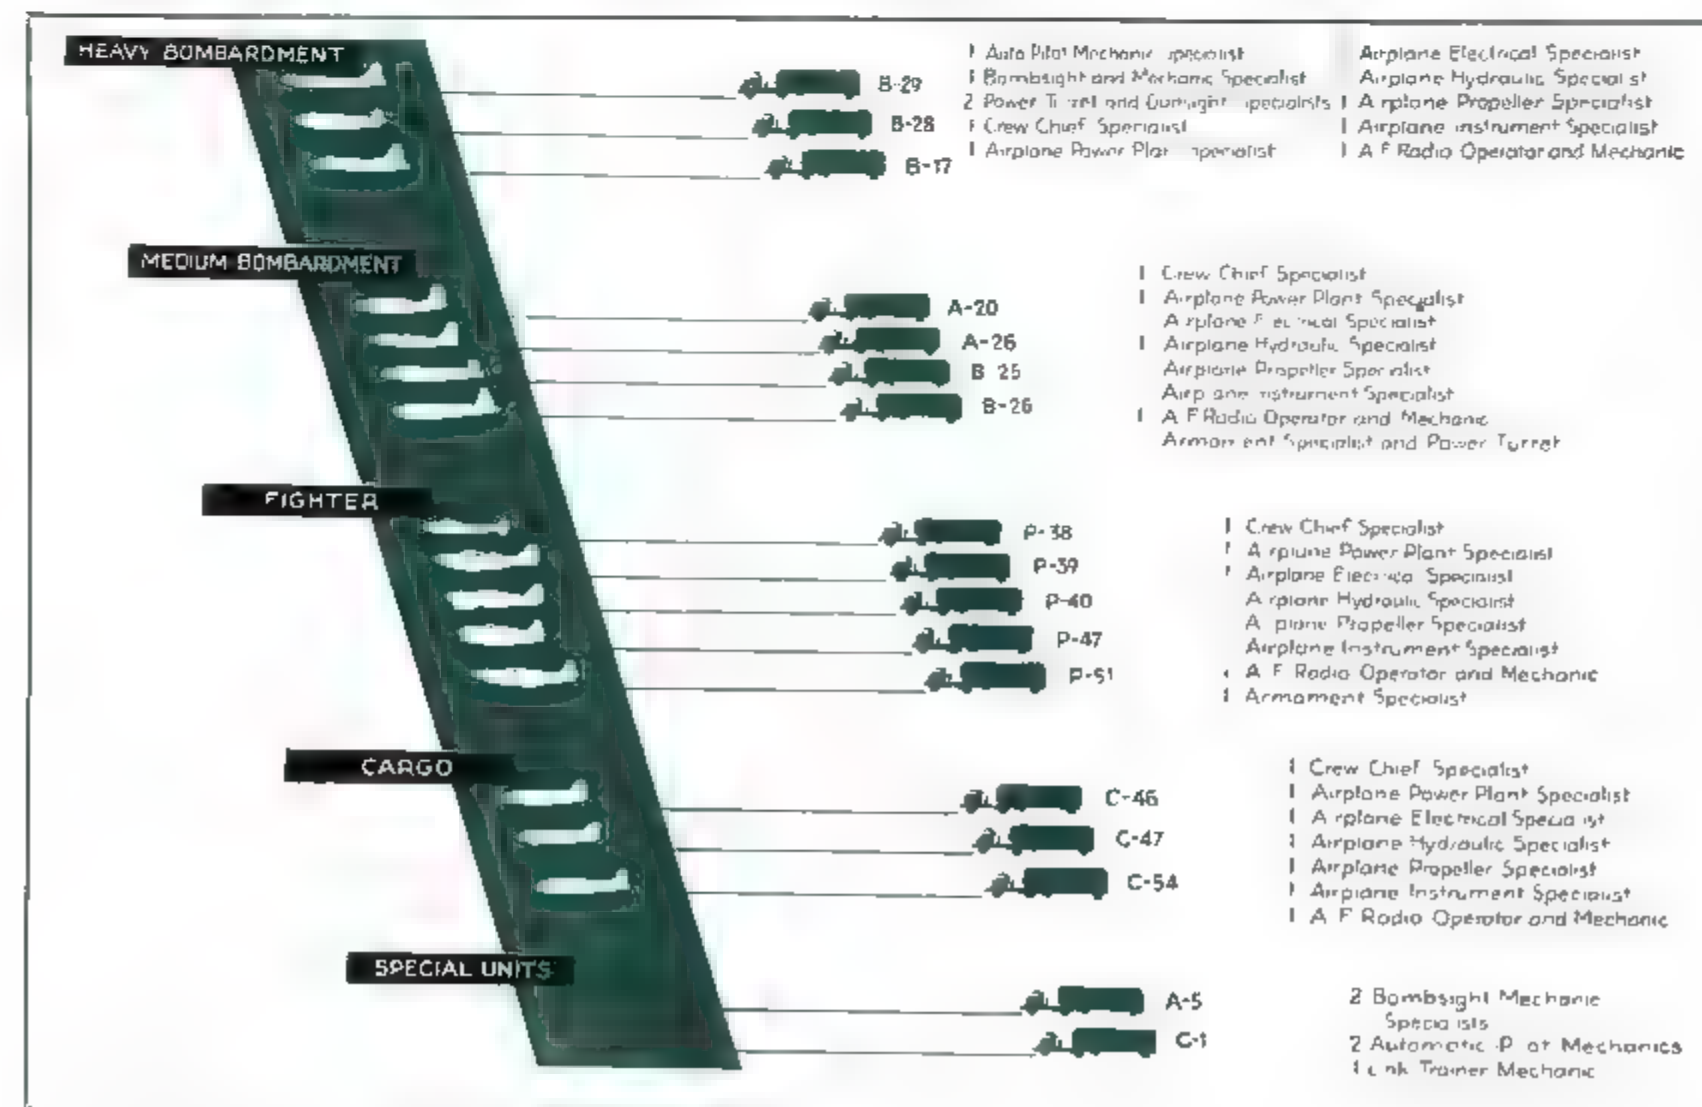 HEAVY BOMBARDMENT
B-29
B-28
B-17
1 Auto Pilot Mechanic Specialist
1 Bombsight and Mechanic Specialist
2 Power Turret and Gunsight Specialists
1 Crew Chief Specialist
1 Airplane Power Plant Specialist
Airplane Electrical Specialist
Airplane Hydraulic Specialist
1 Airplane Propeller Specialist
1 Airplane Instrument Specialist
1 A F Radio Operator and Mechanic
MEDIUM BOMBARDMENT
A-20
A-26
B-25
B-26
1 Crew Chief Specialist
1 Airplane Power Plant Specialist
Airplane Electrical Specialist
1 Airplane Hydraulic Specialist
Airplane Propeller Specialist
Airplane Instrument Specialist
1 A F Radio Operator and Mechanic
Armament Specialist and Power Turret
FIGHTER
P-38
P-39
P-40
P-47
P-51
1 Crew Chief Specialist
1 Airplane Power Plant Specialist
1 Airplane Electrical Specialist
Airplane Hydraulic Specialist
Airplane Propeller Specialist
Airplane Instrument Specialist
1 A F Radio Operator and Mechanic
1 Armament Specialist
CARGO
C-46
C-47
C-54
1 Crew Chief Specialist
1 Airplane Power Plant Specialist
1 Airplane Electrical Specialist
1 Airplane Hydraulic Specialist
1 Airplane Propeller Specialist
1 Airplane Instrument Specialist
1 A F Radio Operator and Mechanic
SPECIAL UNITS
A-5
C-1
2 Bombsight Mechanic
Specialists
2 Automatic Pilot Mechanics
1 Link Trainer Mechanic